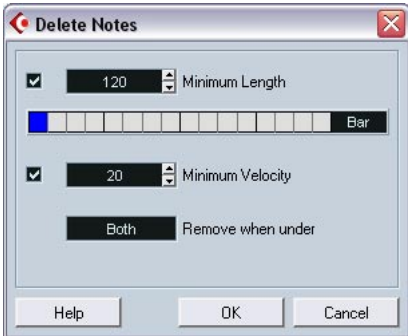 Delete Notes
120 Minimum Length
Bar
20 Minimum Velocity
Both Remove when under
Help OK Cancel